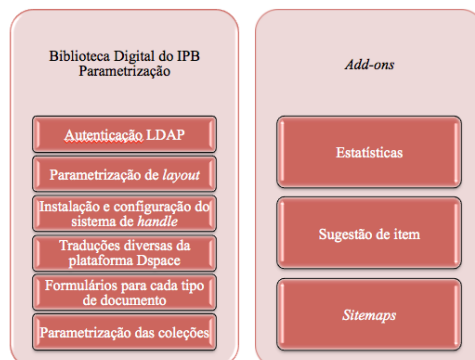 Biblioteca Digital do IPB
Parametrização
Autenticação LDAP
Parametrização de layout
Instalação e configuração do
sistema de handle
Traduções diversas da
plataforma Dspace
Formulários para cada tipo
de documento
Parametrização das coleções
Add-ons
Estatísticas
Sugestão de item
Sitemaps